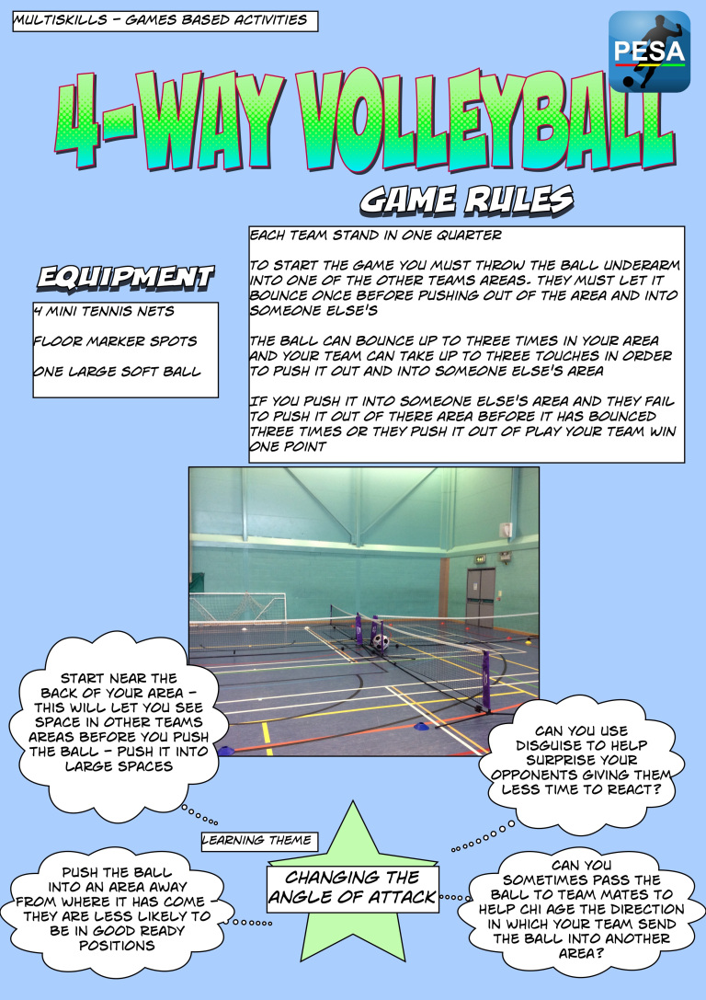 MULTISKILLS - GAMES BASED ACTIVITIES
PESA
4-WAY VOLLEYBALL
GAME RULES
EACH TEAM STAND IN ONE QUARTER
TO START THE GAME YOU MUST THROW THE BALL UNDERARM
INTO ONE OF THE OTHER TEAMS AREAS. THEY MUST LET IT
BOUNCE ONCE BEFORE PUSHING OUT OF THE AREA AND INTO
SOMEONE ELSE'S
THE BALL CAN BOUNCE UP TO THREE TIMES IN YOUR AREA
AND YOUR TEAM CAN TAKE UP TO THREE TOUCHES IN ORDER
TO PUSH IT OUT AND INTO SOMEONE ELSE'S AREA
IF YOU PUSH IT INTO SOMEONE ELSE'S AREA AND THEY FAIL
TO PUSH IT OUT OF THERE AREA BEFORE IT HAS BOUNCED
THREE TIMES OR THEY PUSH IT OUT OF PLAY YOUR TEAM WIN
ONE POINT
EQUIPMENT
4 MINI TENNIS NETS
FLOOR MARKER SPOTS
ONE LARGE SOFT BALL
START NEAR THE
BACK OF YOUR AREA -
THIS WILL LET YOU SEE
SPACE IN OTHER TEAMS
AREAS BEFORE YOU PUSH
THE BALL - PUSH IT INTO
LARGE SPACES
CAN YOU USE
DISGUISE TO HELP
SURPRISE YOUR
OPPONENTS GIVING THEM
LESS TIME TO REACT?
LEARNING THEME
CHANGING THE
ANGLE OF ATTACK
PUSH THE BALL
INTO AN AREA AWAY
FROM WHERE IT HAS COME -
THEY ARE LESS LIKELY TO
BE IN GOOD READY
POSITIONS
CAN YOU
SOMETIMES PASS THE
BALL TO TEAM MATES TO
HELP CHI AGE THE DIRECTION
IN WHICH YOUR TEAM SEND
THE BALL INTO ANOTHER
AREA?